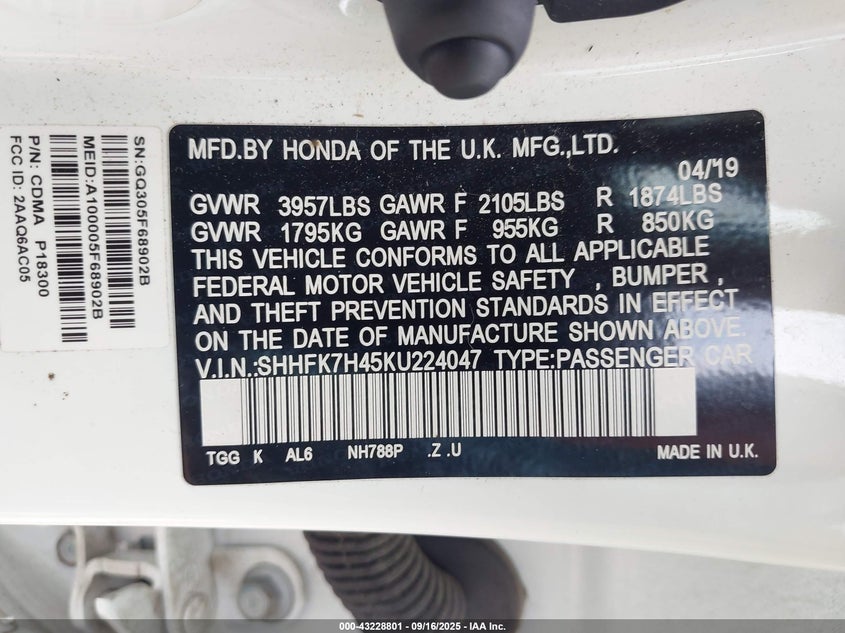 SN:GQ305F68902B
MEID:A100005F68902B
P/N: CDMA P18300
FCC ID: 2AAQ6AC05
MFD.BY HONDA OF THE U.K. MFG.,LTD.
04/19
GVWR 3957LBS GAWR F 2105LBS R 1874LBS
GVWR 1795KG GAWR F 955KG R 850KG
THIS VEHICLE CONFORMS TO ALL APPLICABLE
FEDERAL MOTOR VEHICLE SAFETY , BUMPER ,
AND THEFT PREVENTION STANDARDS IN EFFECT
ON THE DATE OF MANUFACTURE SHOWN ABOVE.
V.I.N.:SHHFK7H45KU224047 TYPE:PASSENGER CAR
TGG K AL6 NH788P .Z .U MADE IN U.K.
000-43228801 - 09/16/2025 - IAA Inc.